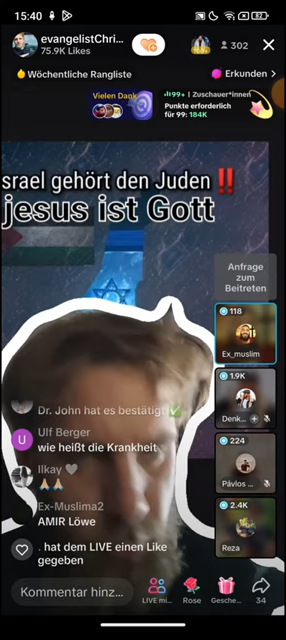 15:40
82
evangelistChri...
75.9K Likes
302
Wöchentliche Rangliste
Erkunden >
Vielen Dank
99+ | Zuschauer*innen
Punkte erforderlich
für 99: 184K
srael gehört den Juden ‼️
jesus ist Gott
Anfrage
zum
Beitreten
118
Ex_muslim
1.9K
Denk...
224
Pávlos ...
2.4K
Reza
Dr. John hat es bestätigt ✅
U
Ulf Berger
wie heißt die Krankheit
Ilkay 🤍
🙏🙏
Ex-Muslima2
AMIR Löwe
. hat dem LIVE einen Like
gegeben
Kommentar hinz...
LIVE mi...
Rose
Gesche...
34